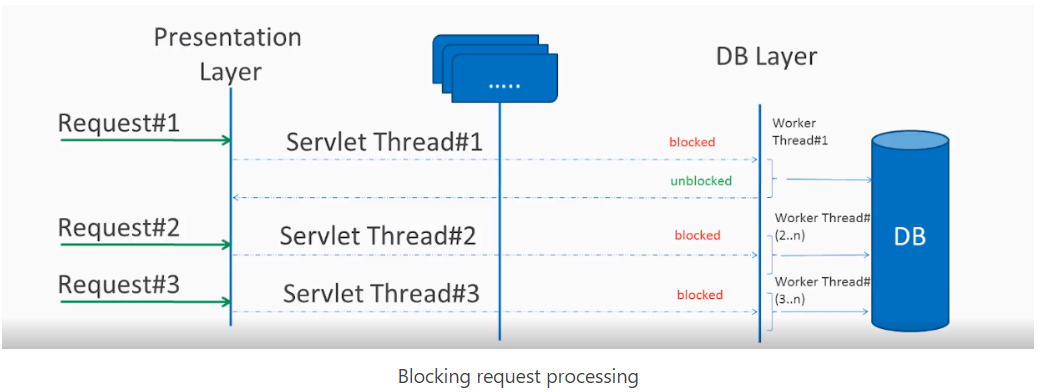 Presentation
Layer
.....
DB Layer
Request#1
Servlet Thread#1
blocked
Worker
Thread#1
unblocked
Request#2
Servlet Thread#2
blocked
Worker Thread#
(2..n)
DB
Request#3
Servlet Thread#3
blocked
Worker Thread#
(3..n)
Blocking request processing